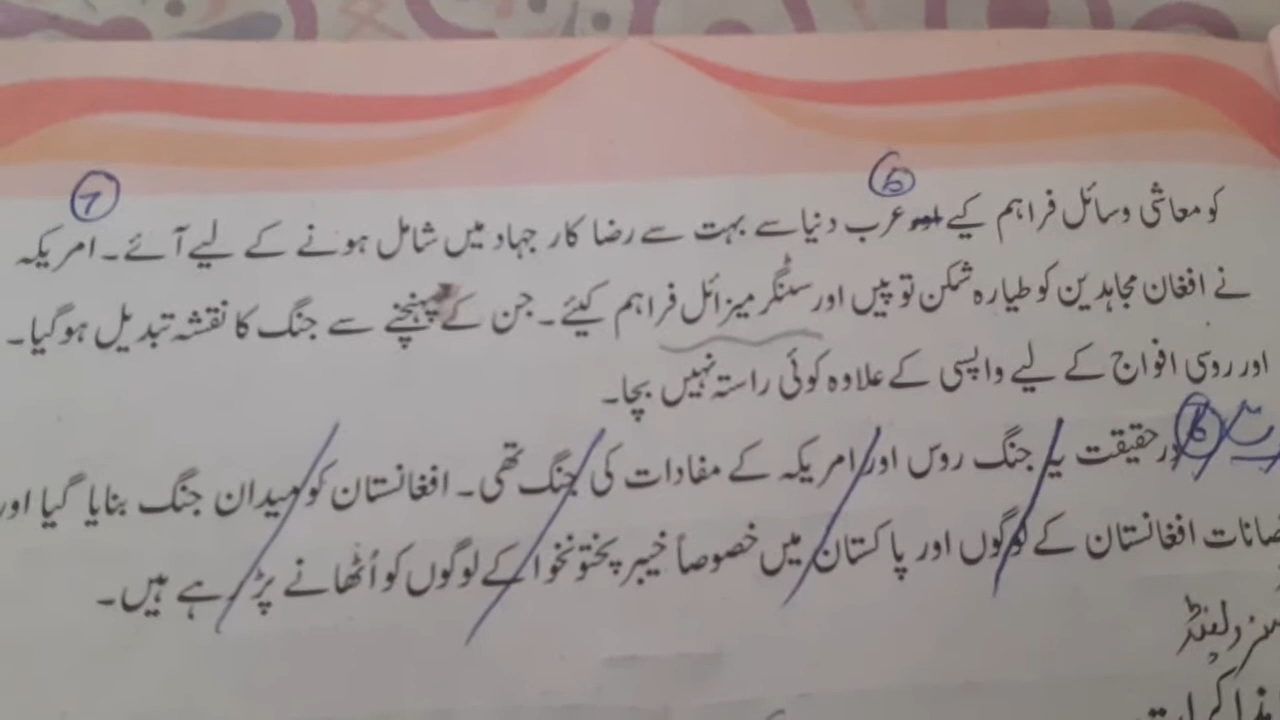 ⑦ ⑤
کو معاشی وسائل فراہم کیے عرب دنیا سے بہت سے رضا کار جہاد میں شامل ہونے کے لیے آئے۔ امریکہ
نے افغان مجاہدین کو طیارہ شکن توپیں اور سٹنگر میزائل فراہم کیئے۔ جن کے پہنچنے سے جنگ کا نقشہ تبدیل ہوگیا۔
اور روسی افواج کے لیے واپسی کے علاوہ کوئی راستہ نہیں بچا۔
درحقیقت یہ جنگ روس اور امریکہ کے مفادات کی جنگ تھی۔ افغانستان کو میدان جنگ بنایا گیا اور
افغانستان کے لوگوں اور پاکستان میں خصوصاً خیبر پختونخوا کے لوگوں کو اُٹھانے پڑ رہے ہیں۔